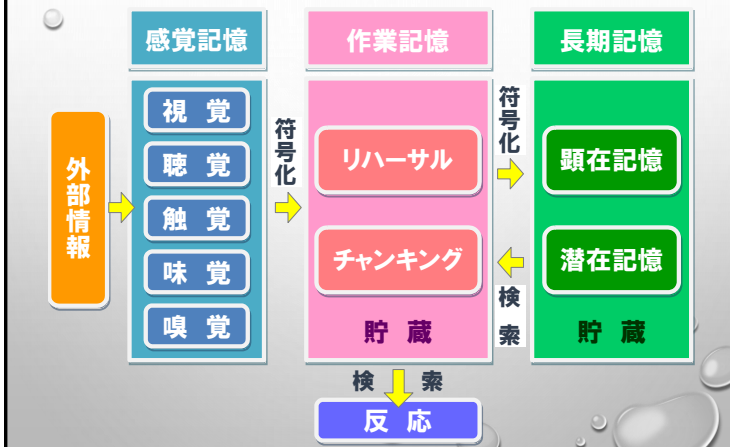 感覚記憶
作業記憶
長期記憶
外部情報
視 覚
聴 覚
触 覚
味 覚
嗅 覚
符号化
リハーサル
チャンキング
貯 蔵
符号化
検
索
顕在記憶
潜在記憶
貯 蔵
検 索
反 応